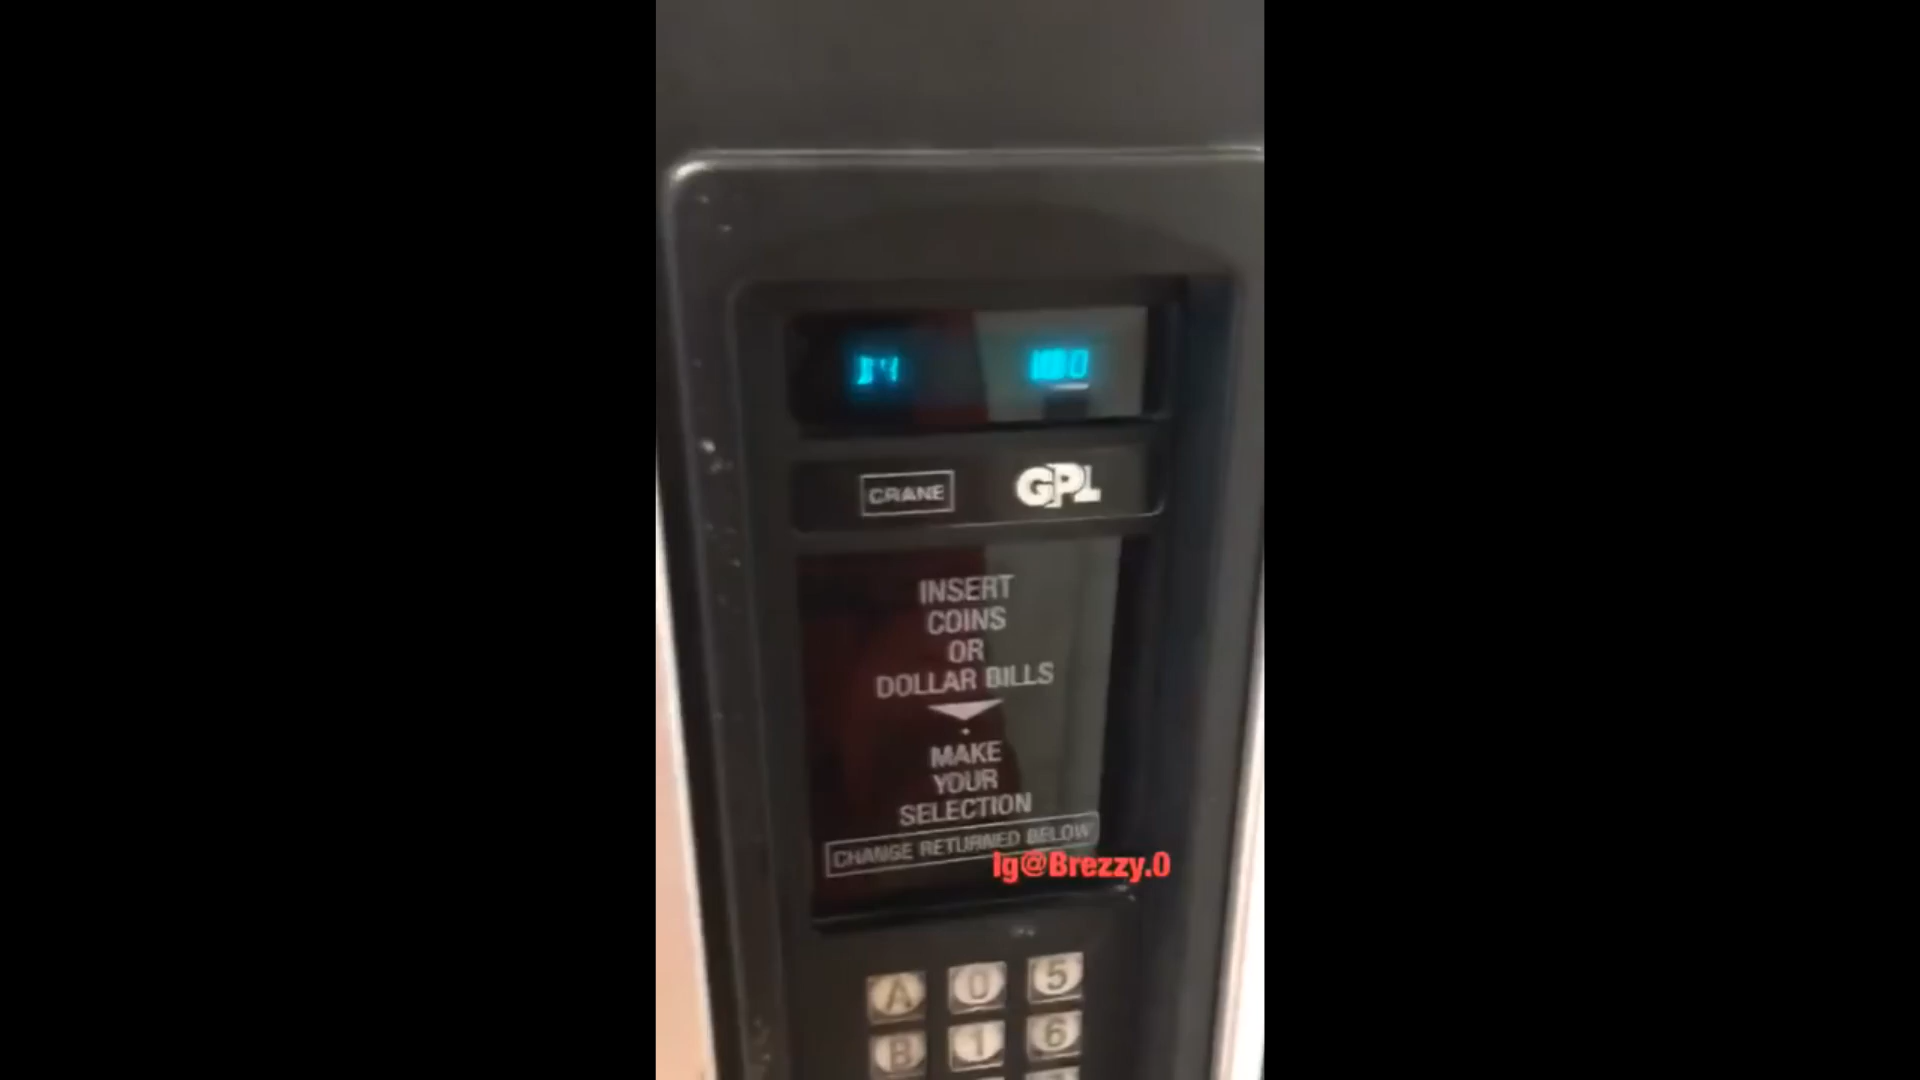 CRANE GPL
INSERT
COINS
OR
DOLLAR BILLS
MAKE
YOUR
SELECTION
CHANGE RETURNED BELOW
Ig@Brezzy.0
A 0 5
B 1 6